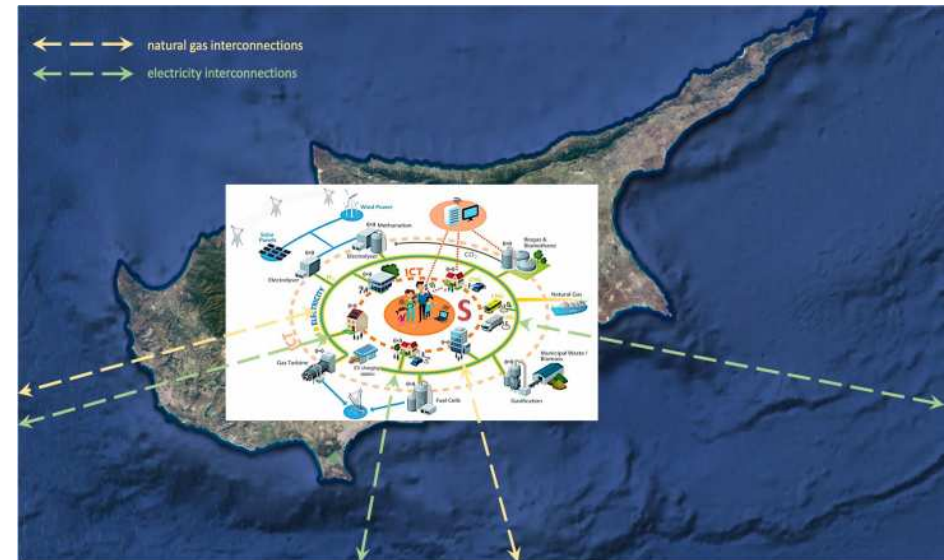 natural gas interconnections
electricity interconnections
Wind Power
Solar
Panels
Methanation
Electrolyser
Electrolyser
CO2
Biogas &
Biomethane
ICT
ELECTRICITY
Natural Gas
S
Gas Turbine
EV charging
Fuel Cells
Gasification
Municipal Waste /
Biomass